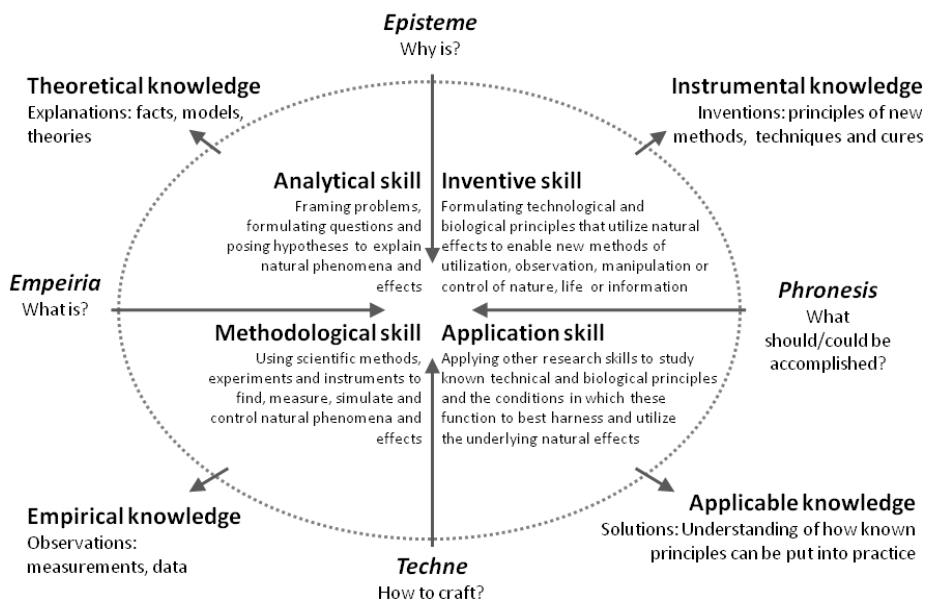 Episteme
Why is?
Theoretical knowledge
Explanations: facts, models,
theories
Instrumental knowledge
Inventions: principles of new
methods, techniques and cures
Analytical skill
Framing problems,
formulating questions and
posing hypotheses to explain
natural phenomena and
effects
Inventive skill
Formulating technological and
biological principles that utilize natural
effects to enable new methods of
utilization, observation, manipulation or
control of nature, life or information
Empeiria
What is?
Phronesis
What
should/could be
accomplished?
Methodological skill
Using scientific methods,
experiments and instruments to
find, measure, simulate and
control natural phenomena and
effects
Application skill
Applying other research skills to study
known technical and biological principles
and the conditions in which these
function to best harness and utilize
the underlying natural effects
Empirical knowledge
Observations:
measurements, data
Applicable knowledge
Solutions: Understanding of how known
principles can be put into practice
Techne
How to craft?